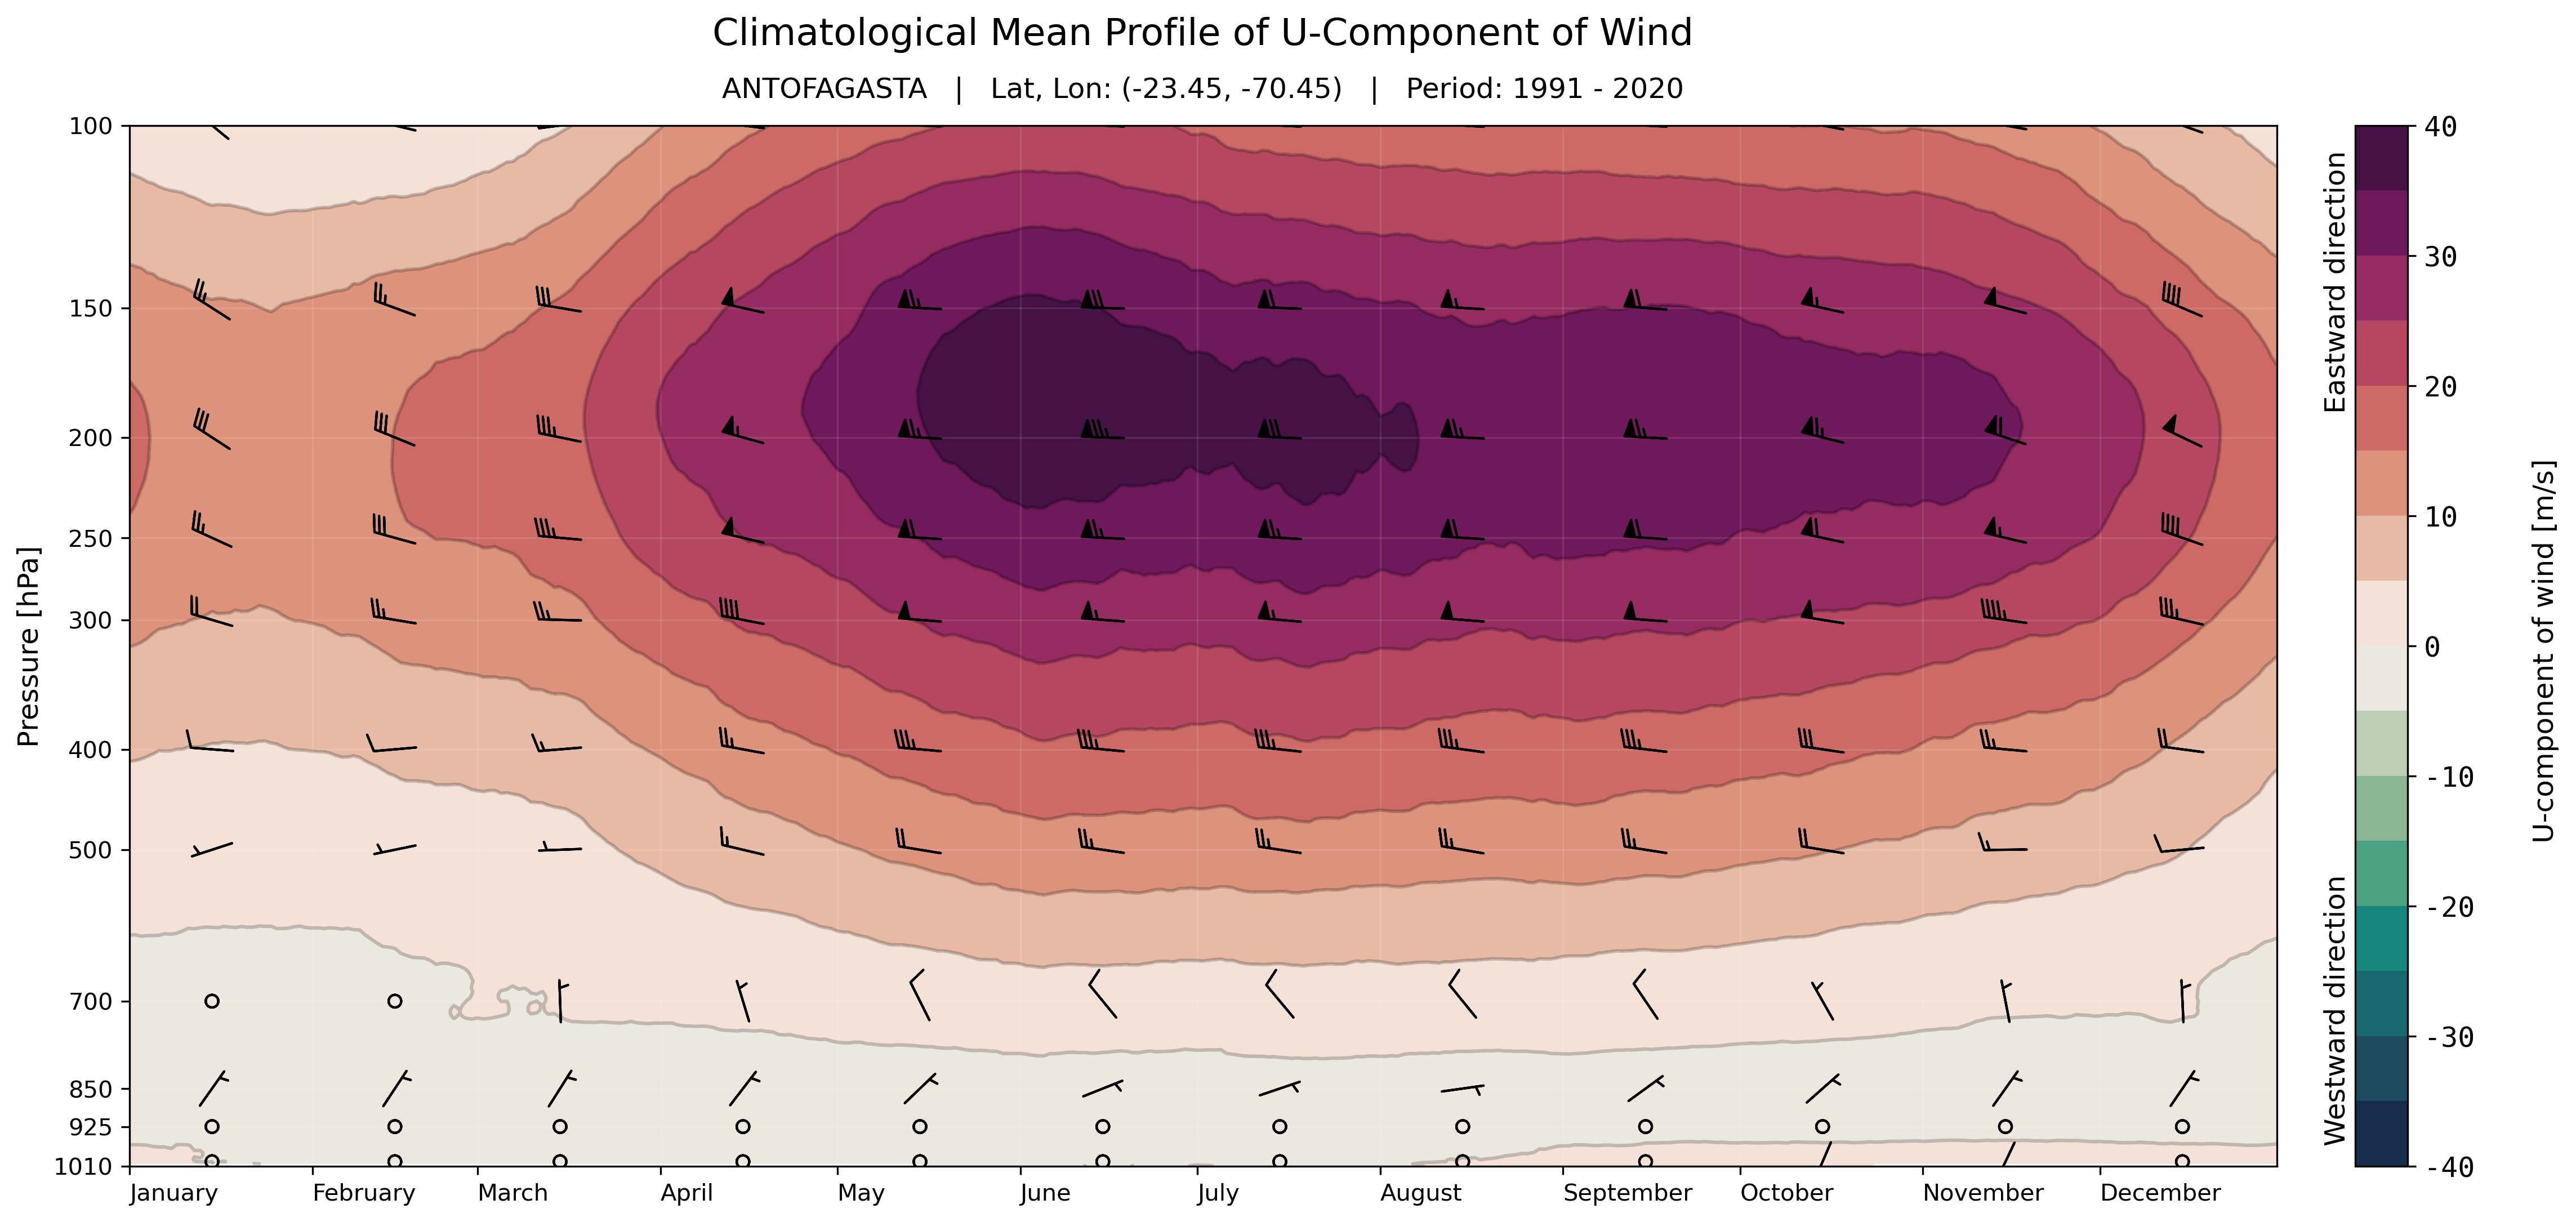 Climatological Mean Profile of U-Component of Wind
ANTOFAGASTA | Lat, Lon: (-23.45, -70.45) | Period: 1991 - 2020
Pressure [hPa]
100
150
200
250
300
400
500
700
850
925
1010
January February March April May June July August September October November December
Eastward direction
Westward direction
40
30
20
10
0
-10
-20
-30
-40
U-component of wind [m/s]